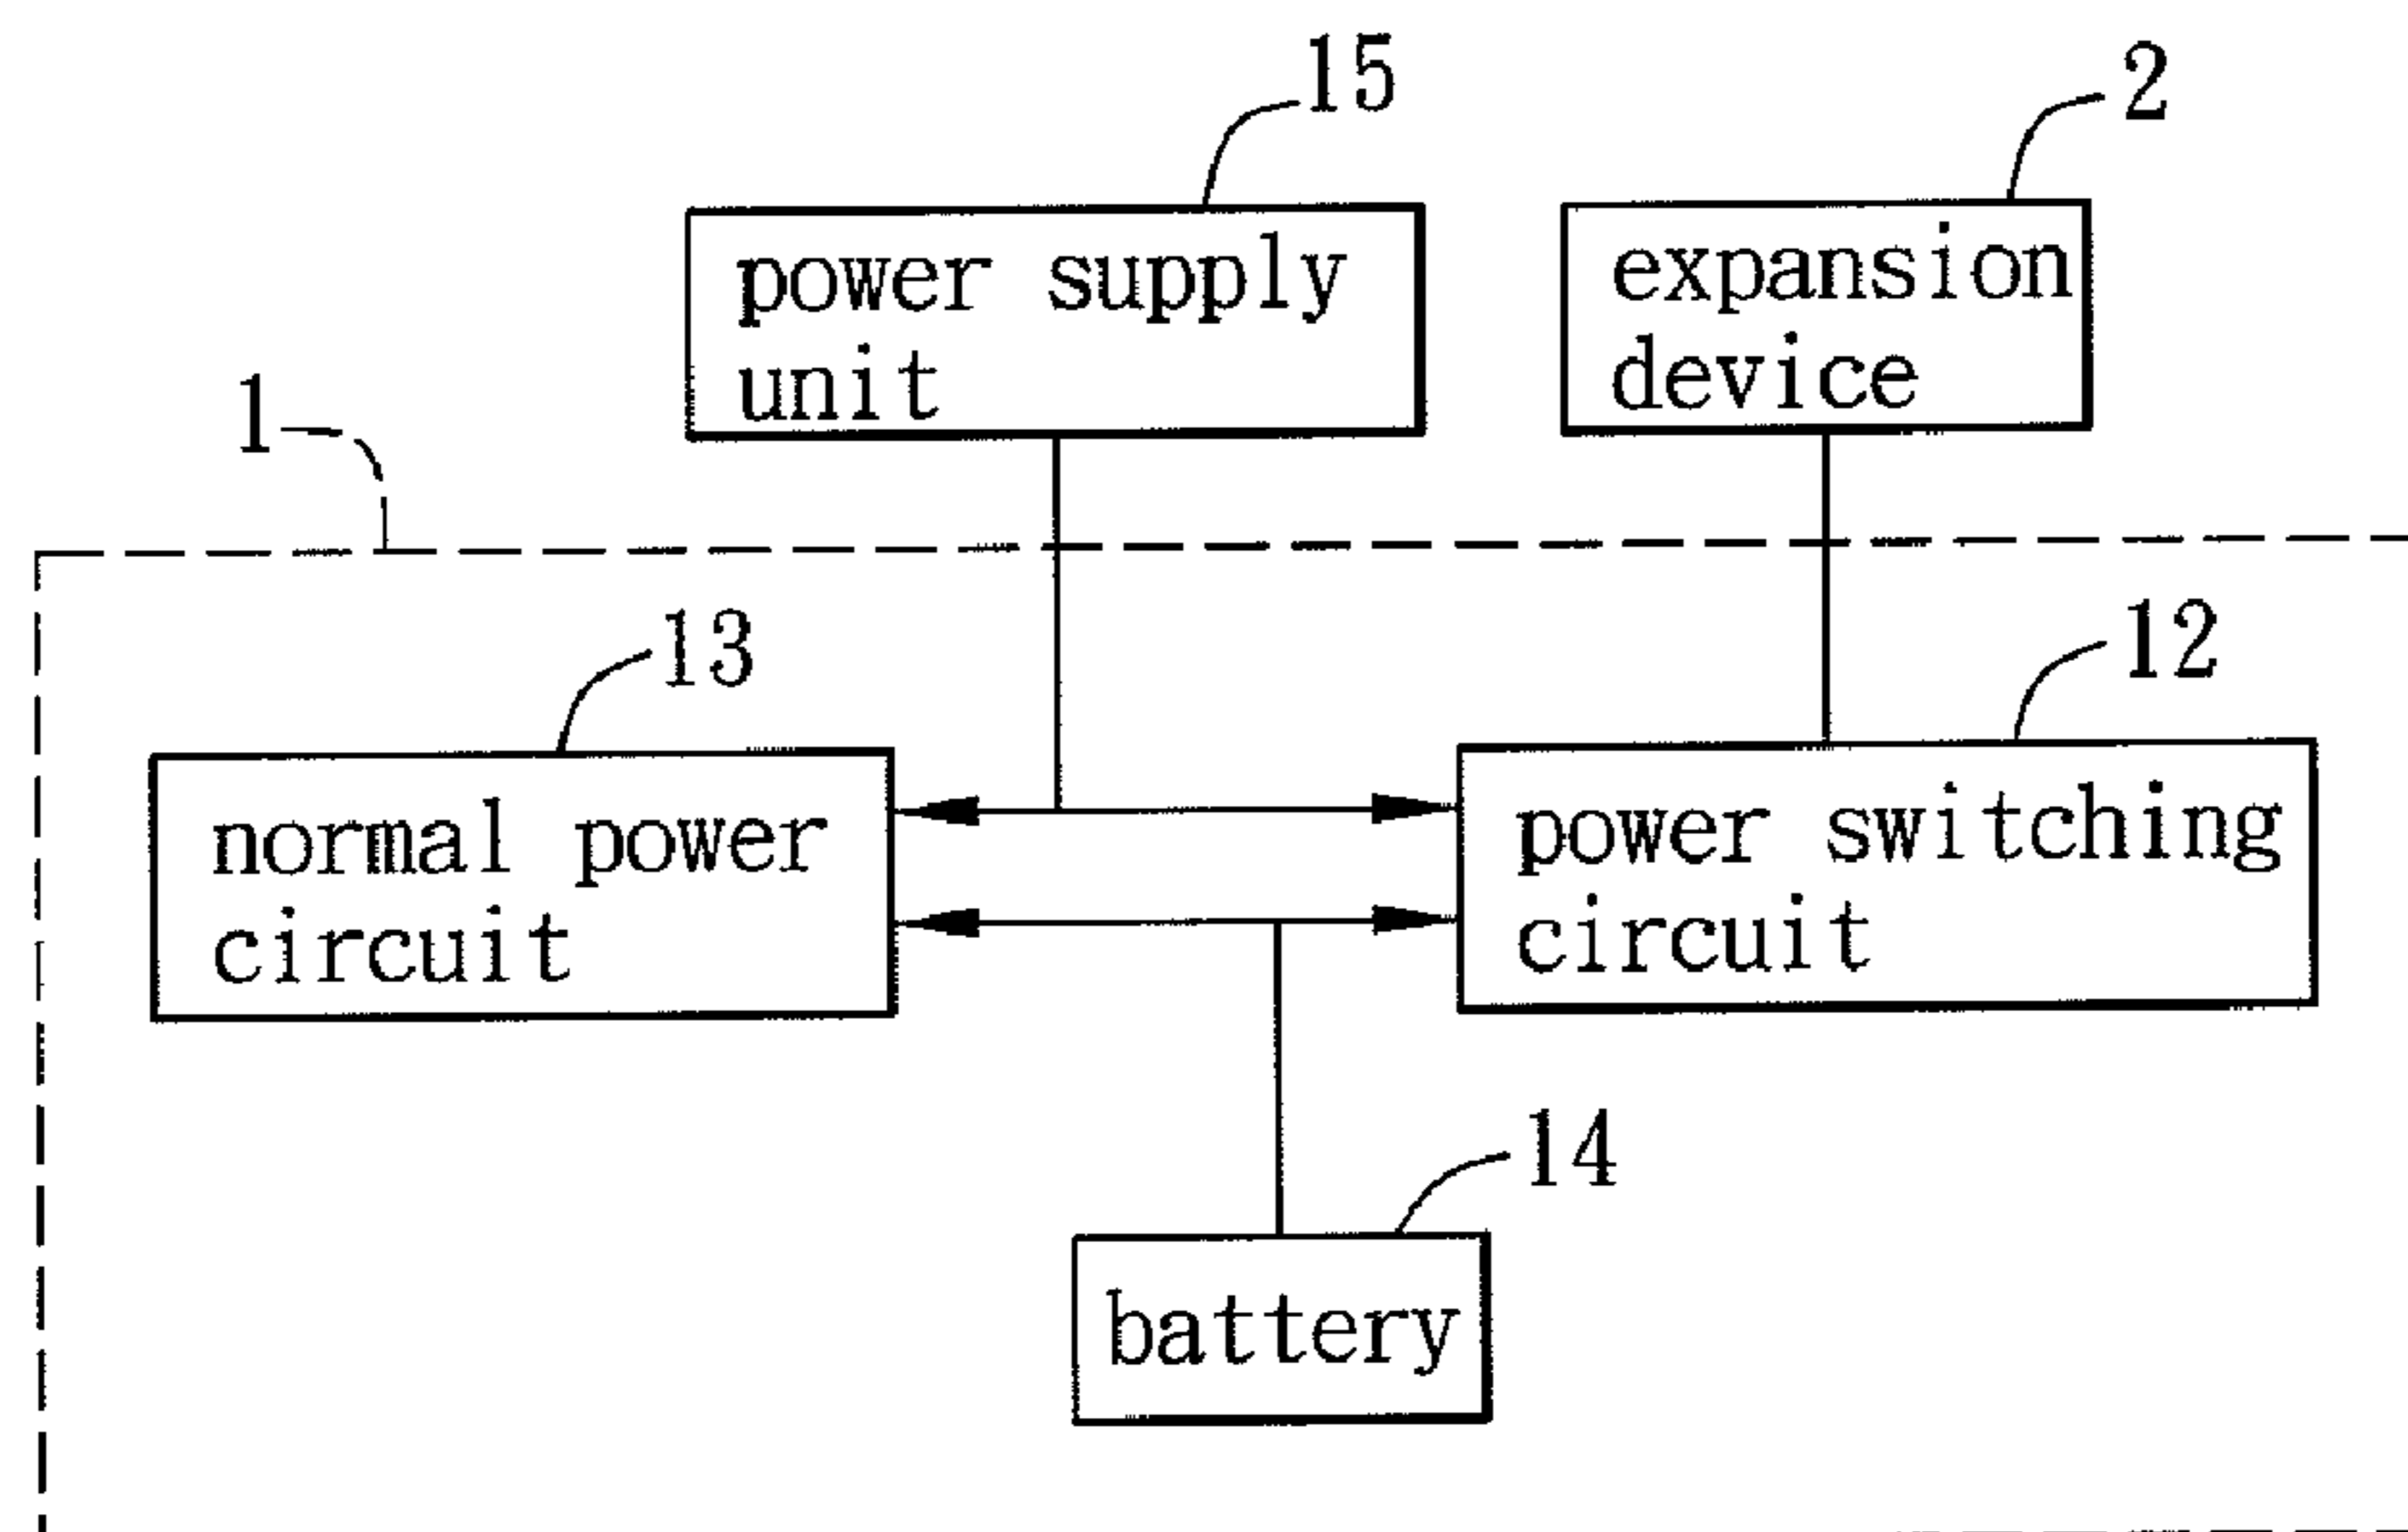 15
2
power supply
unit
expansion
device
1
13
12
normal power
circuit
power switching
circuit
14
battery